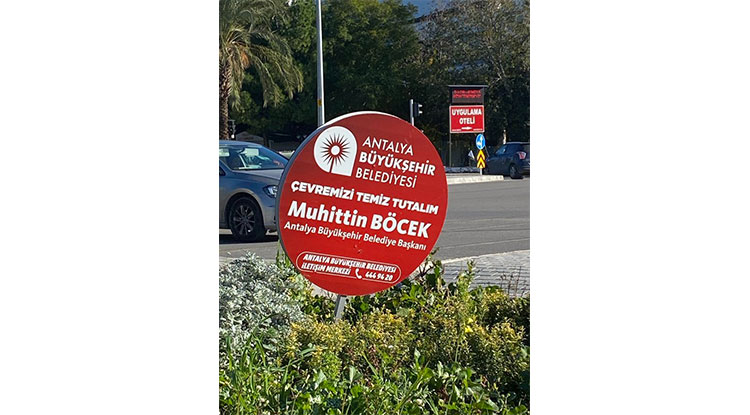 ANTALYA
BÜYÜKŞEHİR
BELEDİYESİ
ÇEVREMİZİ TEMİZ TUTALIM
Muhittin BÖCEK
Antalya Büyükşehir Belediye Başkanı
ANTALYA BÜYÜKŞEHİR BELEDİYESİ
İLETİŞİM MERKEZİ 444 94 20
UYGULAMA
OTELİ